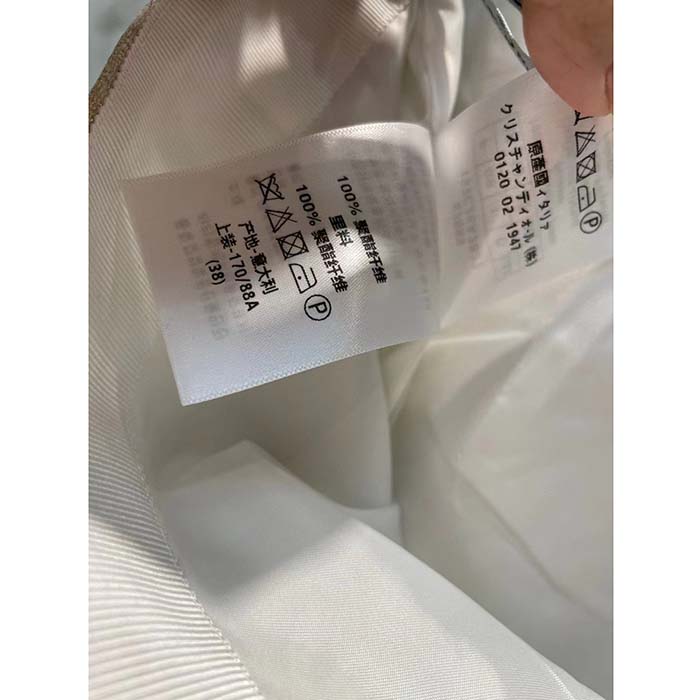 100% 聚酯纤维
里料
100% 聚酯纤维
P
产地-意大利
上装-170/88A
(38)
P
原產國 イタリア
クリスチャンディオール(株)
0120 02 1947